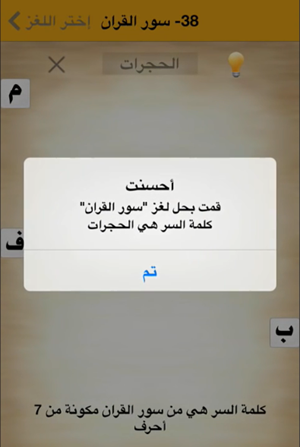 38- سور القران
إختر اللغز
الحجرات
م
أحسنت
قمت بحل لغز "سور القران"
كلمة السر هي الحجرات
ف
تم
ب
كلمة السر هي من سور القران مكونة من 7
أحرف